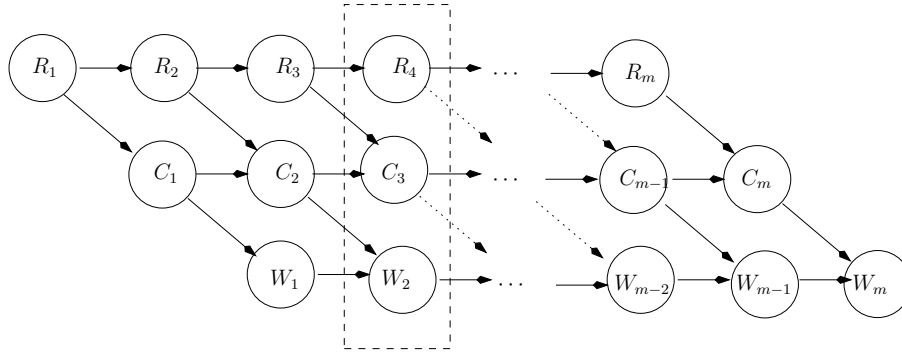 R₁ R₂ R₃ R₄ ... Rₘ
C₁ C₂ C₃ ... Cₘ₋₁ Cₘ
W₁ W₂ ... Wₘ₋₂ Wₘ₋₁ Wₘ